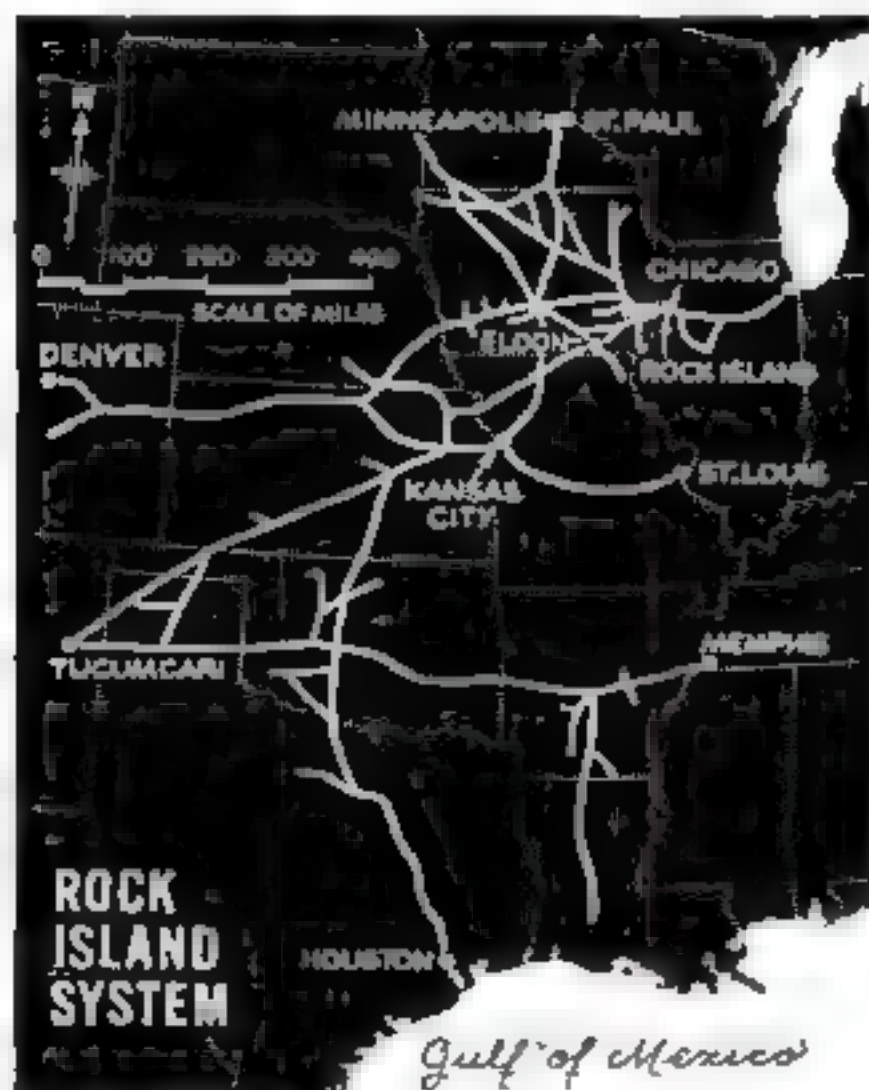 MINNEAPOLIS ST. PAUL
N
0 100 200 300 400
SCALE OF MILES
CHICAGO
ELDON
DENVER
ROCK ISLAND
ST. LOUIS
KANSAS
CITY
MEMPHIS
TUCUMCARI
ROCK
ISLAND
SYSTEM
HOUSTON
Gulf of Mexico